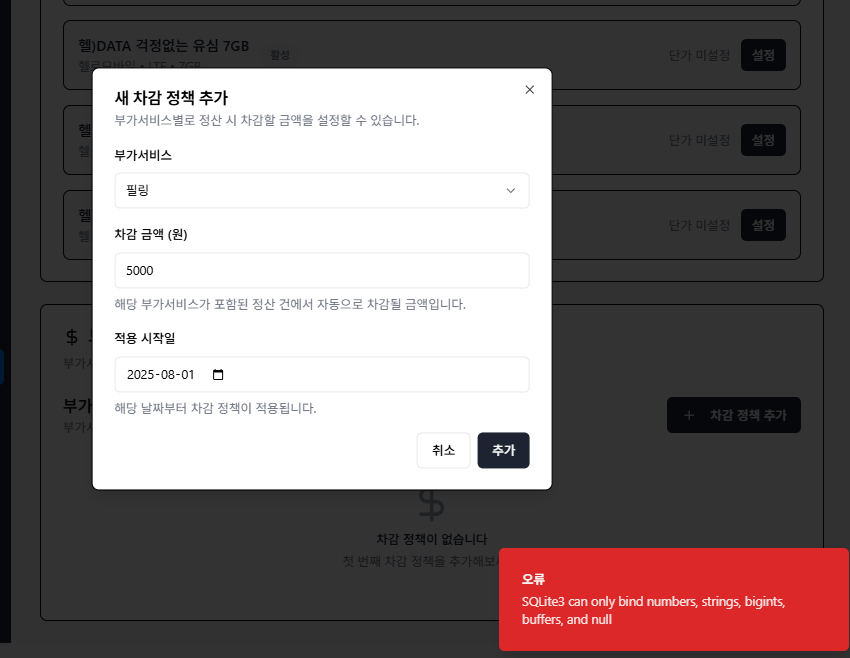 헬)DATA 걱정없는 유심 7GB
활성
헬로모바일 • LTE • 7GB
단가 미설정
설정
새 차감 정책 추가
부가서비스별로 정산 시 차감할 금액을 설정할 수 있습니다.
부가서비스
필링
헬
헬
단가 미설정
설정
차감 금액 (원)
5000
헬
헬
단가 미설정
설정
해당 부가서비스가 포함된 정산 건에서 자동으로 차감될 금액입니다.
적용 시작일
부가서
2025-08-01
해당 날짜부터 차감 정책이 적용됩니다.
부가
부가서
차감 정책 추가
취소
추가
차감 정책이 없습니다
첫 번째 차감 정책을 추가해보
오류
SQLite3 can only bind numbers, strings, bigints,
buffers, and null